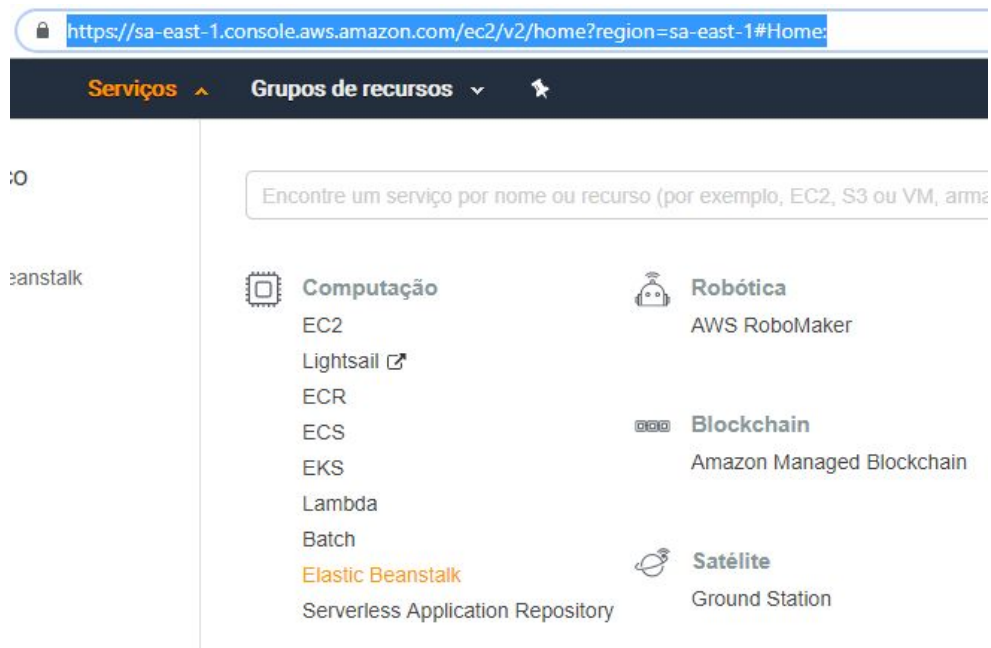 https://sa-east-1.console.aws.amazon.com/ec2/v2/home?region=sa-east-1#Home:
Serviços Grupos de recursos
Encontre um serviço por nome ou recurso (por exemplo, EC2, S3 ou VM, arma
eanstalk
Computação
EC2
Lightsail
ECR
ECS
EKS
Lambda
Batch
Elastic Beanstalk
Serverless Application Repository
Robótica
AWS RoboMaker
Blockchain
Amazon Managed Blockchain
Satélite
Ground Station